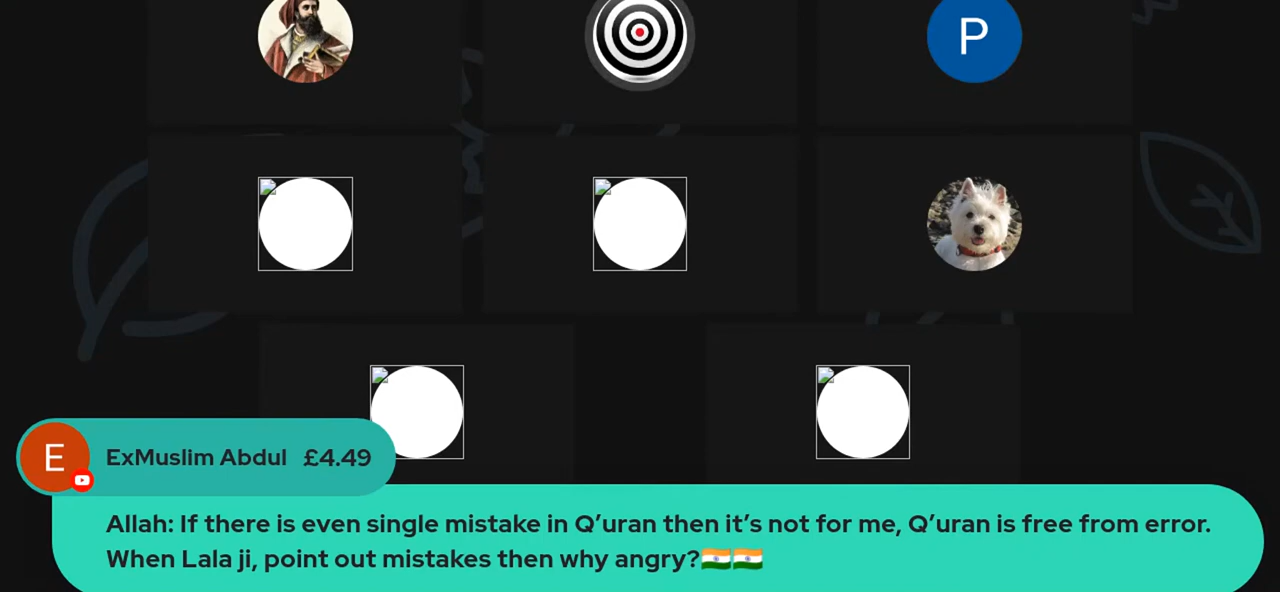 P
E
ExMuslim Abdul £4.49
Allah: If there is even single mistake in Q’uran then it’s not for me, Q’uran is free from error.
When Lala ji, point out mistakes then why angry?🇮🇳🇮🇳